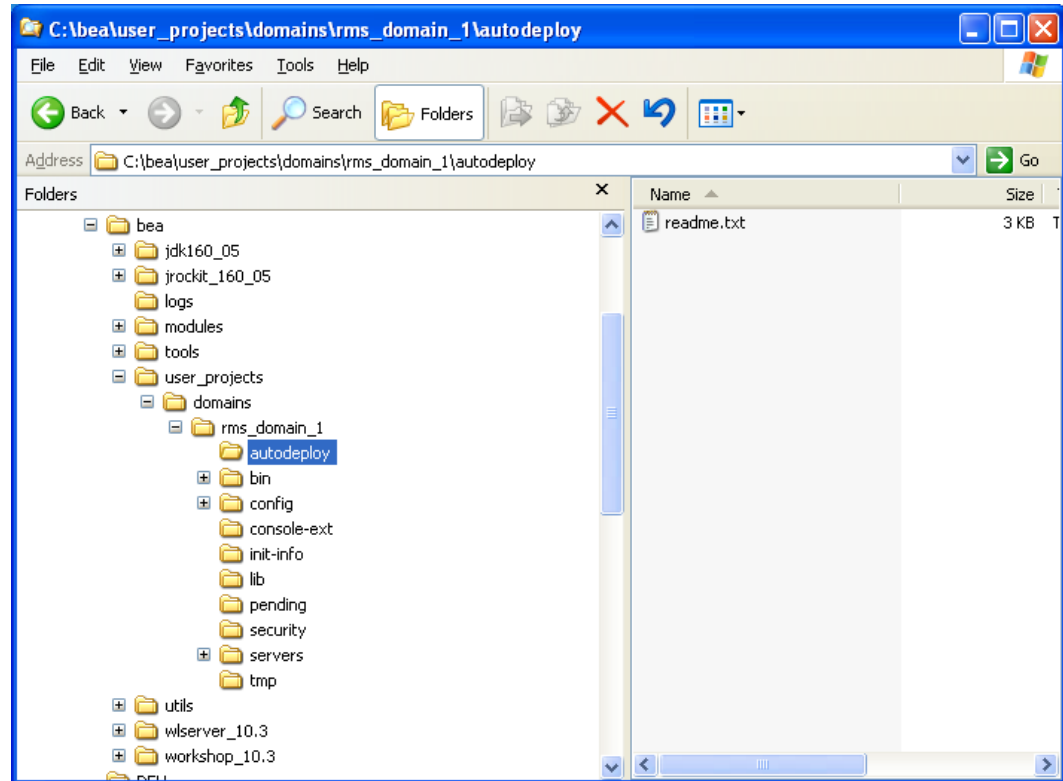 C:\bea\user_projects\domains\rms_domain_1\autodeploy
File Edit View Favorites Tools Help
Back Search Folders
Address C:\bea\user_projects\domains\rms_domain_1\autodeploy Go
Folders
Name Size
bea
readme.txt 3 KB
jdk160_05
jrockit_160_05
logs
modules
tools
user_projects
domains
rms_domain_1
autodeploy
bin
config
console-ext
init-info
lib
pending
security
servers
tmp
utils
wlserver_10.3
workshop_10.3